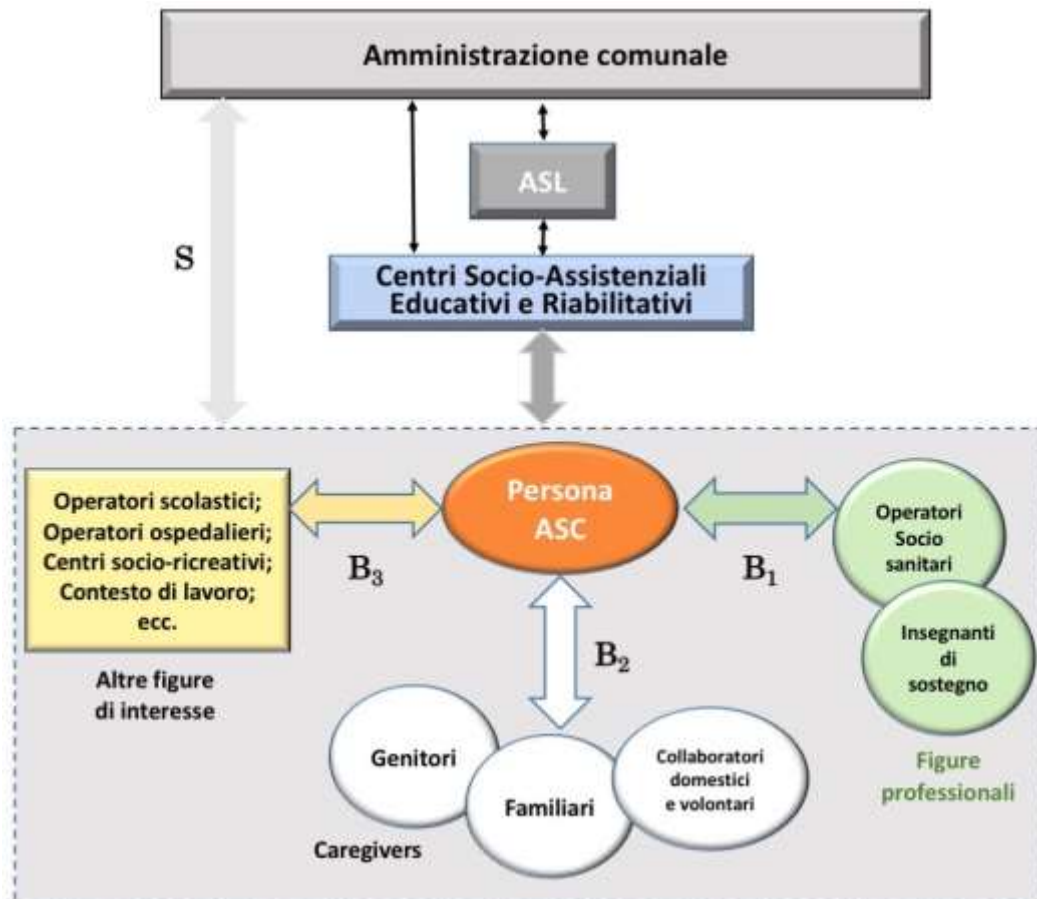 Amministrazione comunale
ASL
S
Centri Socio-Assistenziali
Educativi e Riabilitativi
Persona
ASC
Operatori scolastici;
Operatori ospedalieri;
Centri socio-ricreativi;
Contesto di lavoro;
ecc.
B3
B1
Operatori
Socio
sanitari
Insegnanti
di
sostegno
Altre figure
di interesse
B2
Figure
professionali
Genitori
Familiari
Collaboratori
domestici
e volontari
Caregivers